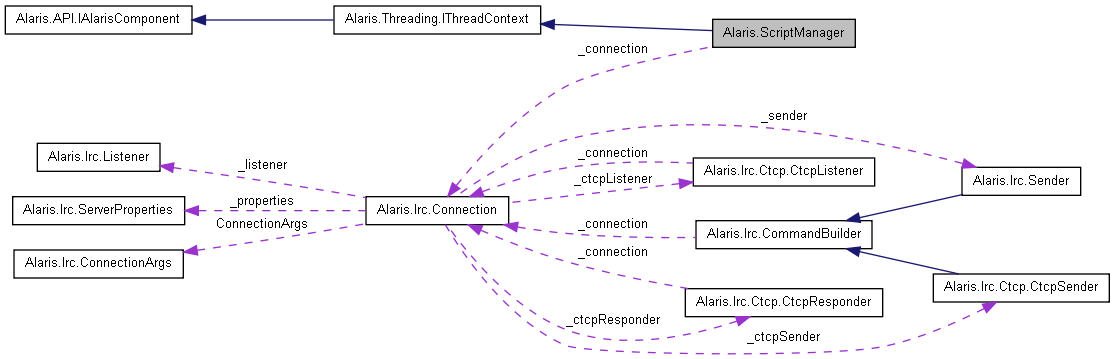 Alaris.API.IAlarisComponent
Alaris.Threading.IThreadContext
Alaris.ScriptManager
_connection
_sender
Alaris.Irc.Listener
_listener
_connection
Alaris.Irc.Ctcp.CtcpListener
_ctcpListener
Alaris.Irc.Sender
Alaris.Irc.ServerProperties
_properties
Alaris.Irc.Connection
ConnectionArgs
_connection
Alaris.Irc.CommandBuilder
Alaris.Irc.ConnectionArgs
_connection
Alaris.Irc.Ctcp.CtcpSender
Alaris.Irc.Ctcp.CtcpResponder
_ctcpResponder
_ctcpSender